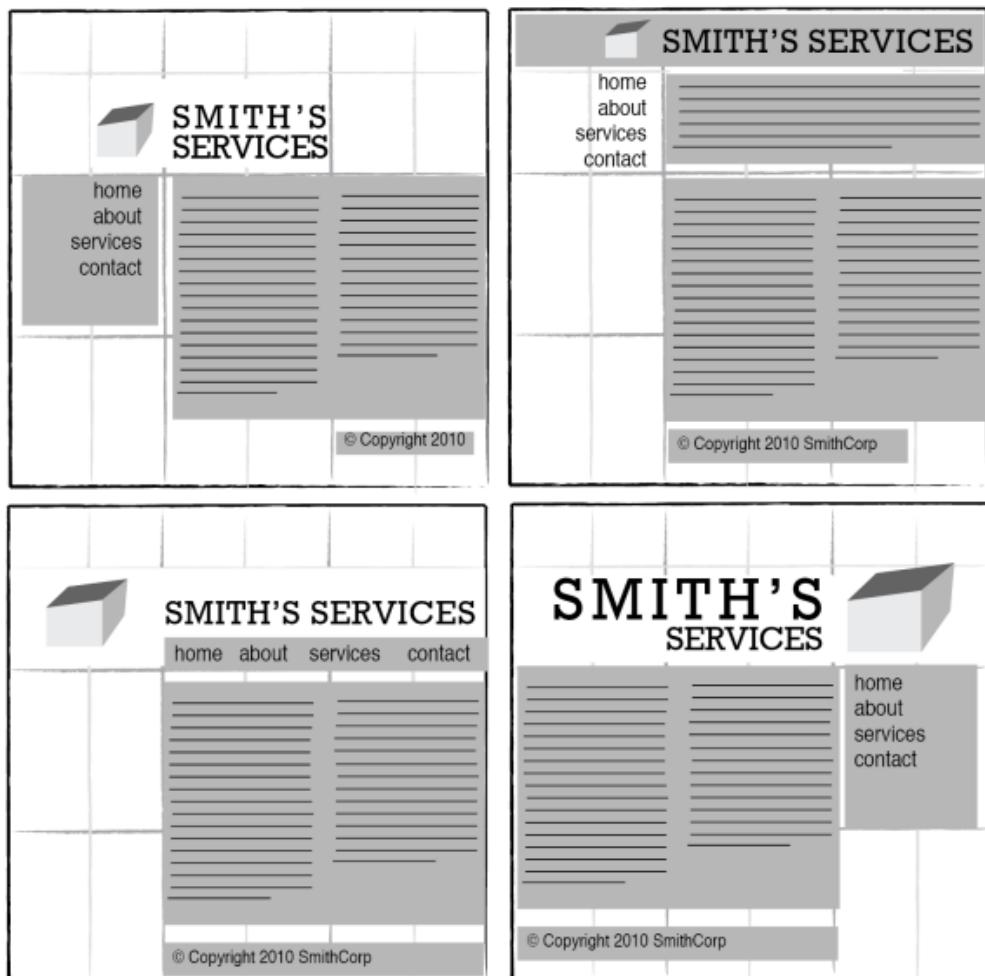 SMITH'S
SERVICES
home
about
services
contact
© Copyright 2010
SMITH'S SERVICES
home
about
services
contact
© Copyright 2010 SmithCorp
SMITH'S SERVICES
home about services contact
© Copyright 2010 SmithCorp
SMITH'S
SERVICES
home
about
services
contact
© Copyright 2010 SmithCorp